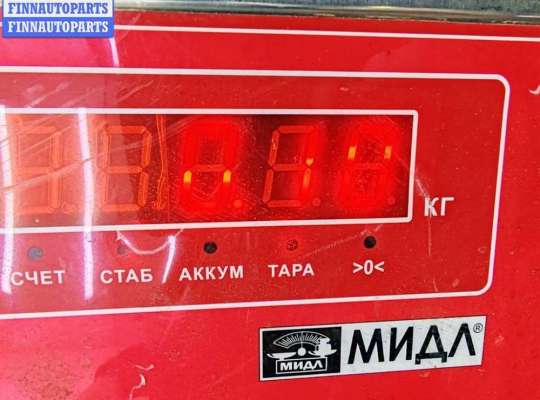 FINNAUTOPARTS
FINNAUTOPARTS
КГ
СЧЕТ СТАБ АККУМ ТАРА >0<
МИДЛ МИДЛ®